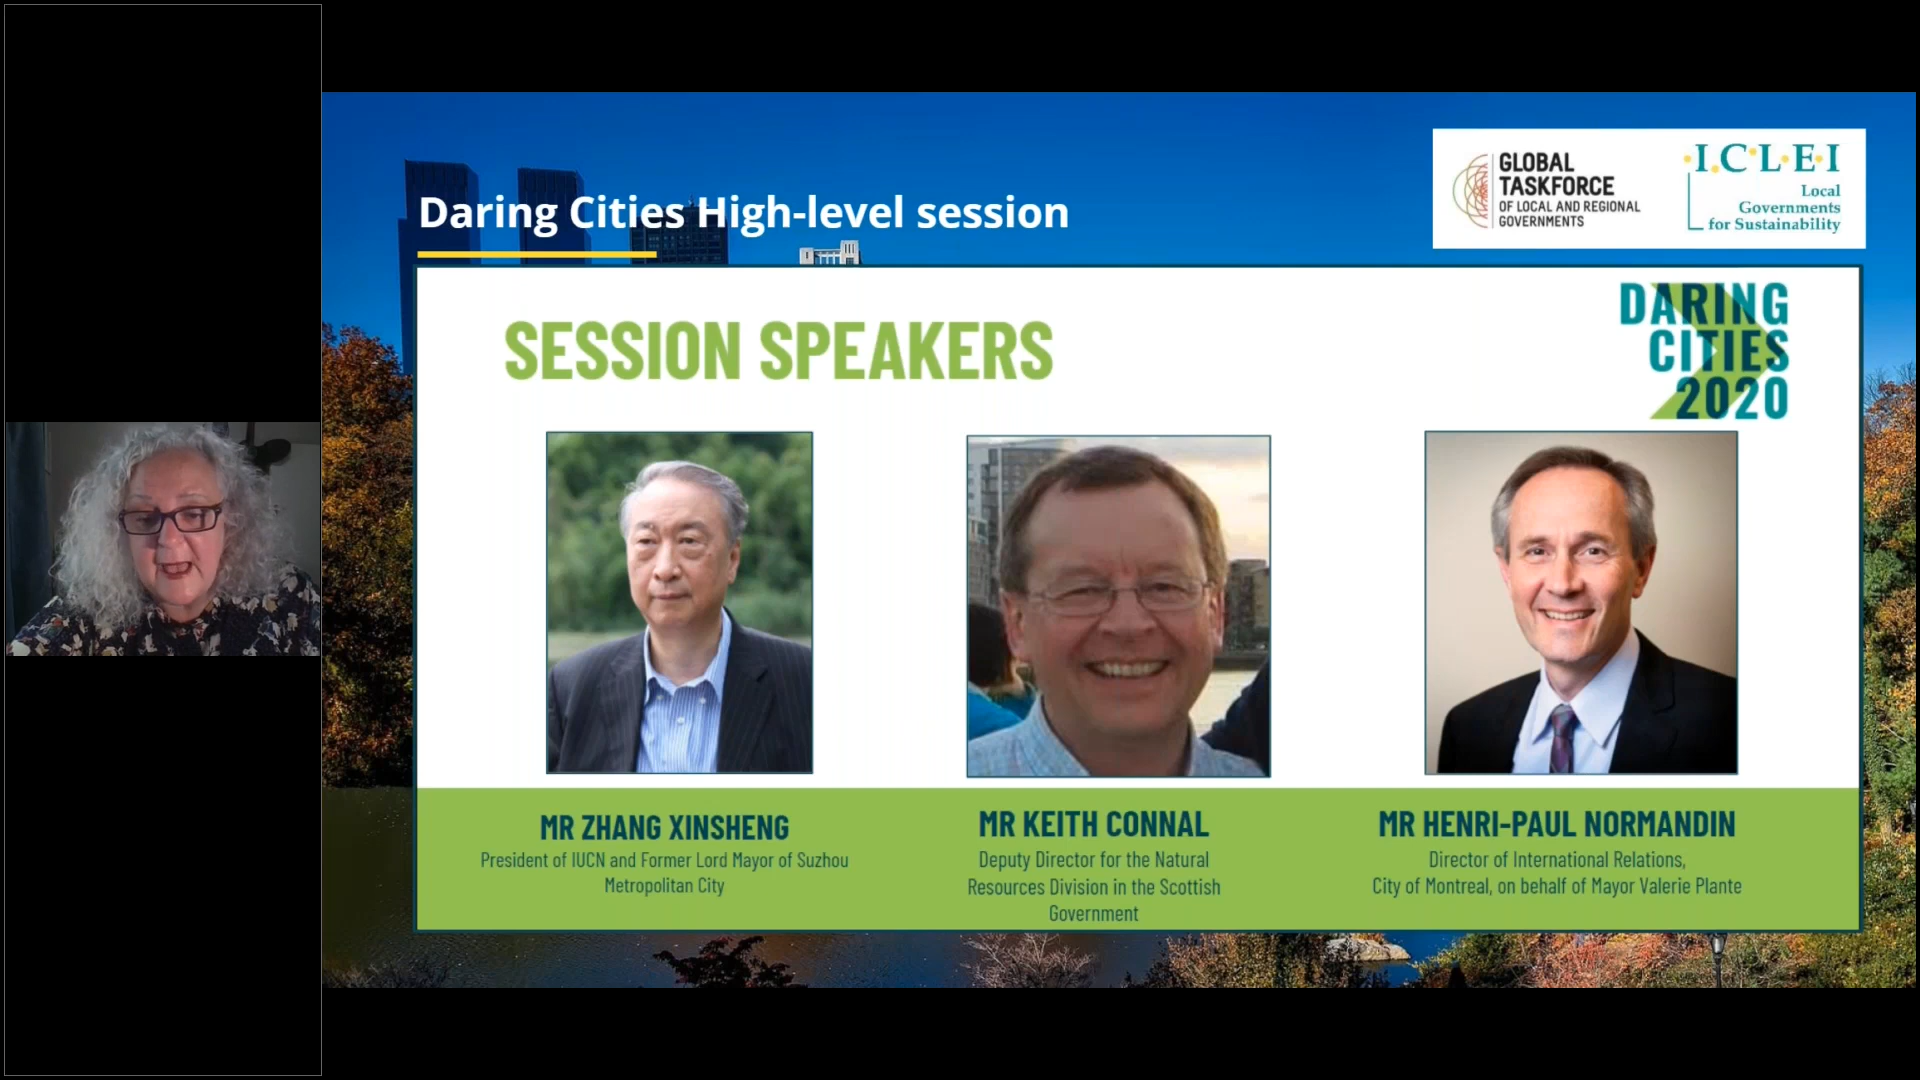 Daring Cities High-level session
GLOBAL
TASKFORCE
OF LOCAL AND REGIONAL
GOVERNMENTS
I.C.L.E.I
Local
Governments
for Sustainability
SESSION SPEAKERS
DARING
CITIES
2020
MR ZHANG XINSHENG
President of IUCN and Former Lord Mayor of Suzhou
Metropolitan City
MR KEITH CONNAL
Deputy Director for the Natural
Resources Division in the Scottish
Government
MR HENRI-PAUL NORMANDIN
Director of International Relations,
City of Montreal, on behalf of Mayor Valerie Plante